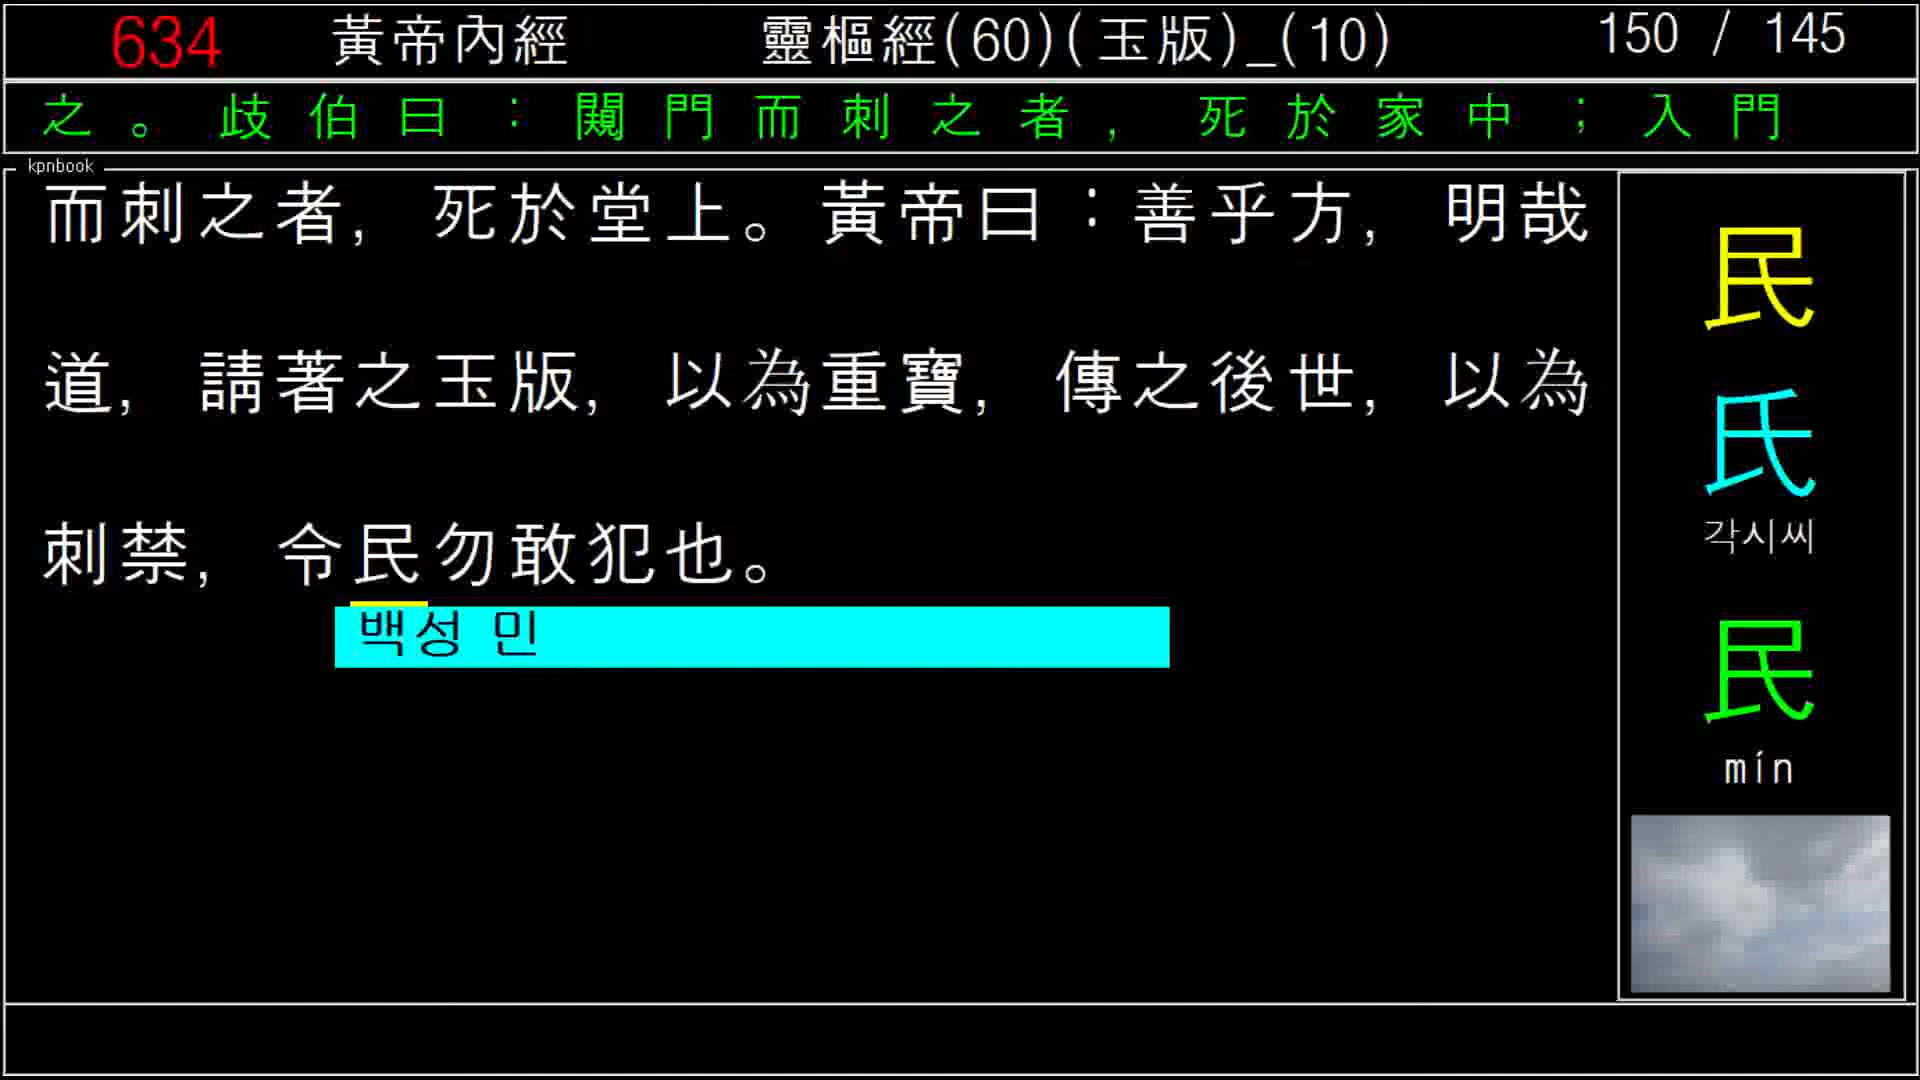 634 黃帝內經 靈樞經(60)(玉版)_(10) 150 / 145
之。歧伯曰：闚門而刺之者，死於家中；入門
kpnbook
而刺之者，死於堂上。黃帝曰：善乎方，明哉
道，請著之玉版，以為重寶，傳之後世，以為
刺禁，令民勿敢犯也。
백성 민
民
氏
각시씨
民
mín